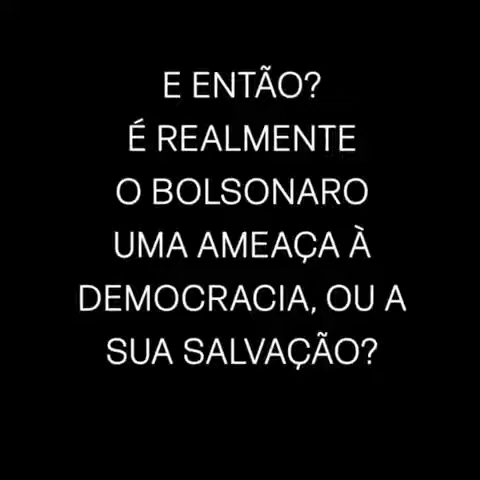 E ENTÃO?
É REALMENTE
O BOLSONARO
UMA AMEAÇA À
DEMOCRACIA, OU A
SUA SALVAÇÃO?